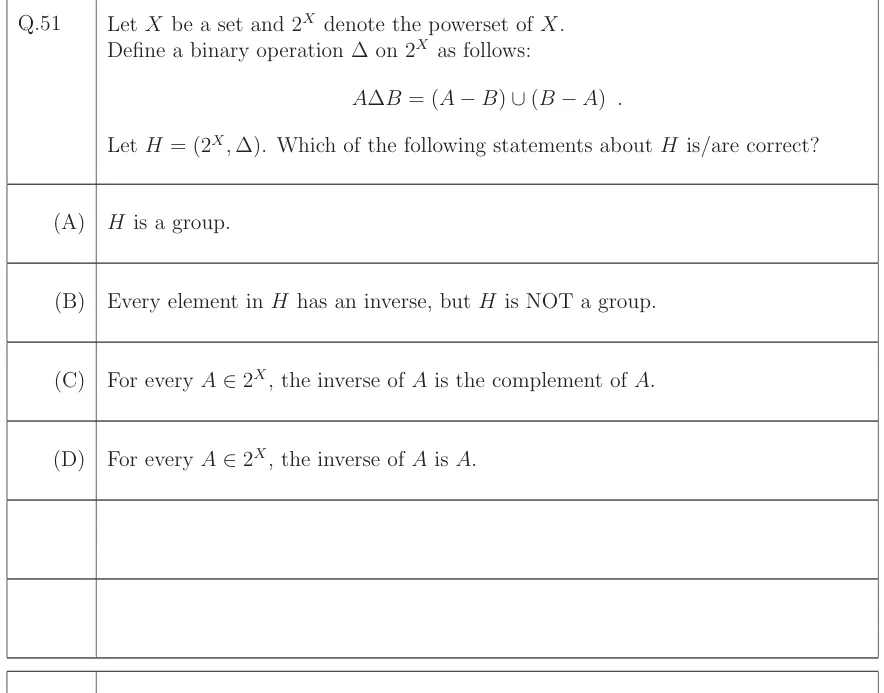 Q.51 Let X be a set and 2^X denote the powerset of X.
Define a binary operation Δ on 2^X as follows:
AΔB = (A − B) ∪ (B − A) .
Let H = (2^X, Δ). Which of the following statements about H is/are correct?
(A) H is a group.
(B) Every element in H has an inverse, but H is NOT a group.
(C) For every A ∈ 2^X, the inverse of A is the complement of A.
(D) For every A ∈ 2^X, the inverse of A is A.